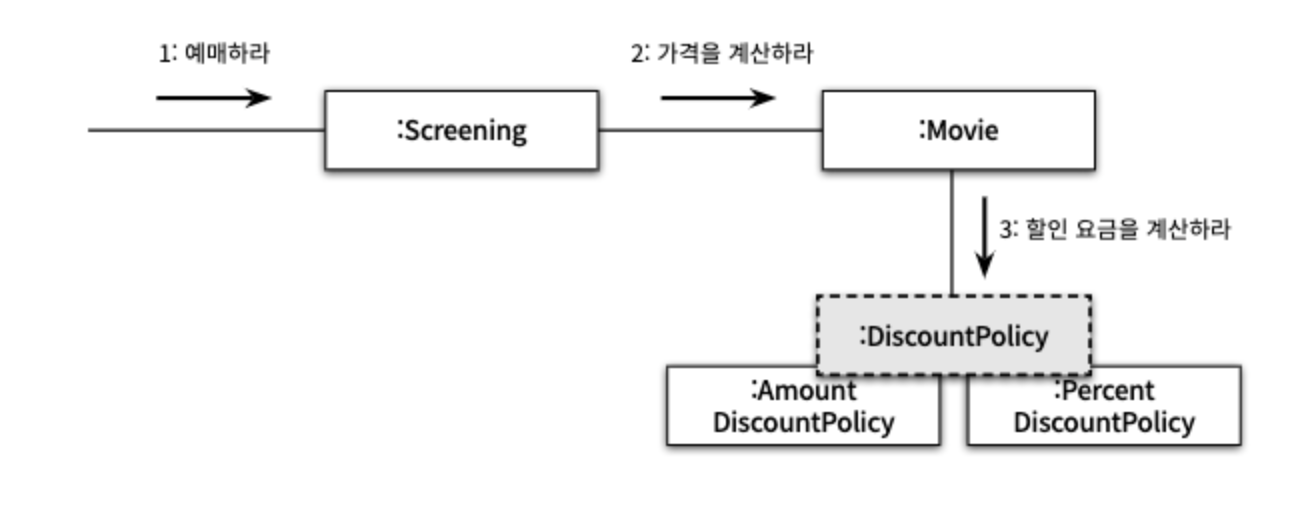 1: 예매하라
2: 가격을 계산하라
:Screening
:Movie
3: 할인 요금을 계산하라
:DiscountPolicy
:Amount
DiscountPolicy
:Percent
DiscountPolicy